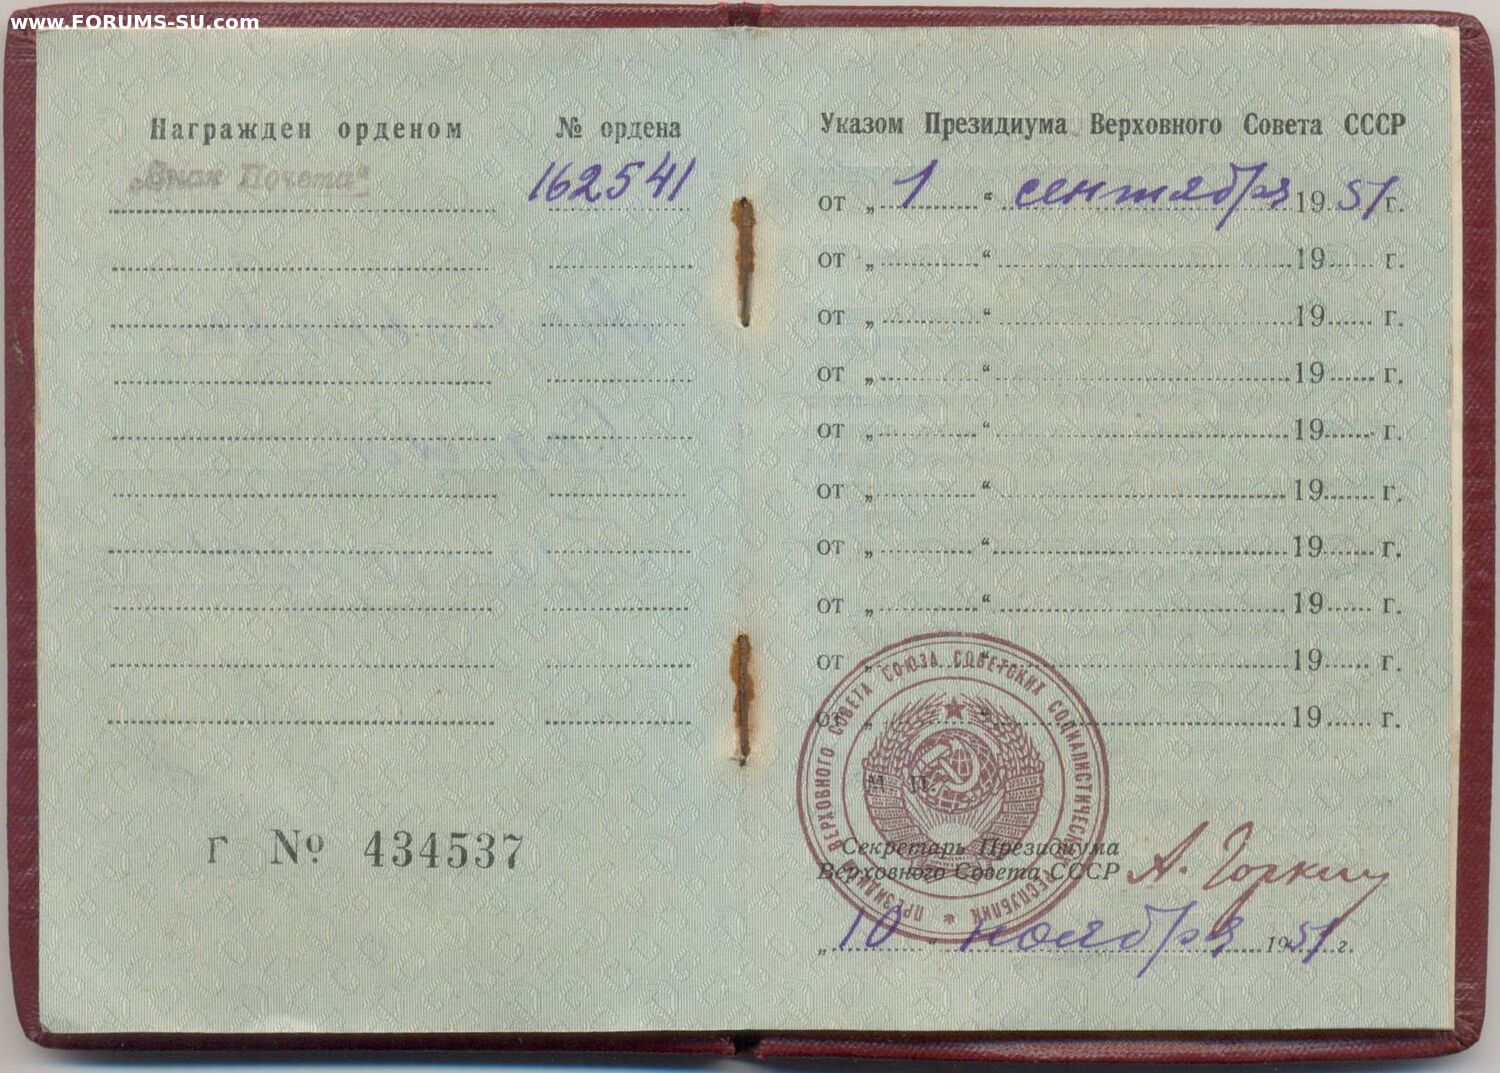 www.FORUMS-SU.com
Награжден орденом № ордена
„Знак Почета“ 162541
Г № 434537
Указом Президиума Верховного Совета СССР
от „ 1 “ сентября 1951 г.
от „ “ 19 г.
от „ “ 19 г.
от „ “ 19 г.
от „ “ 19 г.
от „ “ 19 г.
от „ “ 19 г.
от „ “ 19 г.
от „ “ 19 г.
от „ “ 19 г.
ПРЕЗИДИУМ ВЕРХОВНОГО СОВЕТА СОЮЗА СОВЕТСКИХ СОЦИАЛИСТИЧЕСКИХ РЕСПУБЛИК
М. П.
Секретарь Президиума
Верховного Совета СССР А. Горкин
„ 10 “ ноября 1951 г.